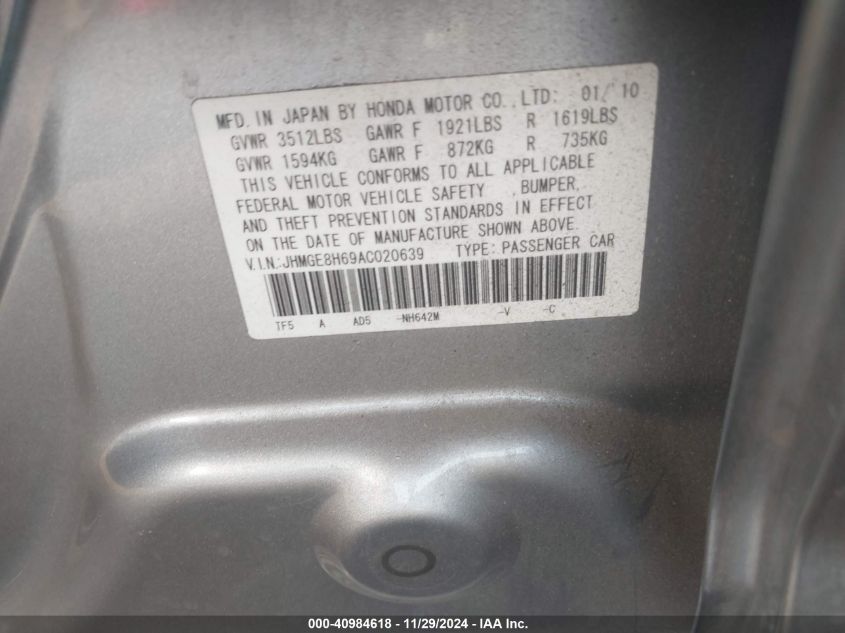 MFD. IN JAPAN BY HONDA MOTOR CO., LTD: 01/'10
GVWR 3512LBS GAWR F 1921LBS R 1619LBS
GVWR 1594KG GAWR F 872KG R 735KG
THIS VEHICLE CONFORMS TO ALL APPLICABLE
FEDERAL MOTOR VEHICLE SAFETY , BUMPER,
AND THEFT PREVENTION STANDARDS IN EFFECT
ON THE DATE OF MANUFACTURE SHOWN ABOVE.
V.I.N.:JHMGE8H69AC020639 TYPE: PASSENGER CAR
TF5 A AD5 -NH642M -V -C
000-40984618 - 11/29/2024 - IAA Inc.